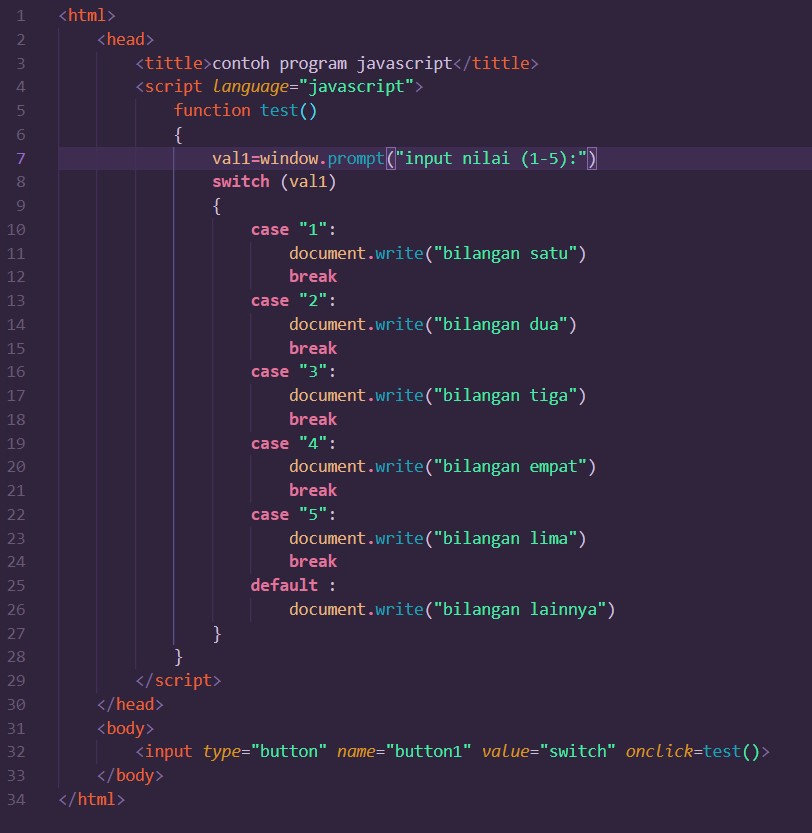 1 <html>
2 <head>
3 <tittle>contoh program javascript</tittle>
4 <script language="javascript">
5 function test()
6 {
7 val1=window.prompt("input nilai (1-5):")
8 switch (val1)
9 {
10 case "1":
11 document.write("bilangan satu")
12 break
13 case "2":
14 document.write("bilangan dua")
15 break
16 case "3":
17 document.write("bilangan tiga")
18 break
19 case "4":
20 document.write("bilangan empat")
21 break
22 case "5":
23 document.write("bilangan lima")
24 break
25 default :
26 document.write("bilangan lainnya")
27 }
28 }
29 </script>
30 </head>
31 <body>
32 <input type="button" name="button1" value="switch" onclick=test()>
33 </body>
34 </html>